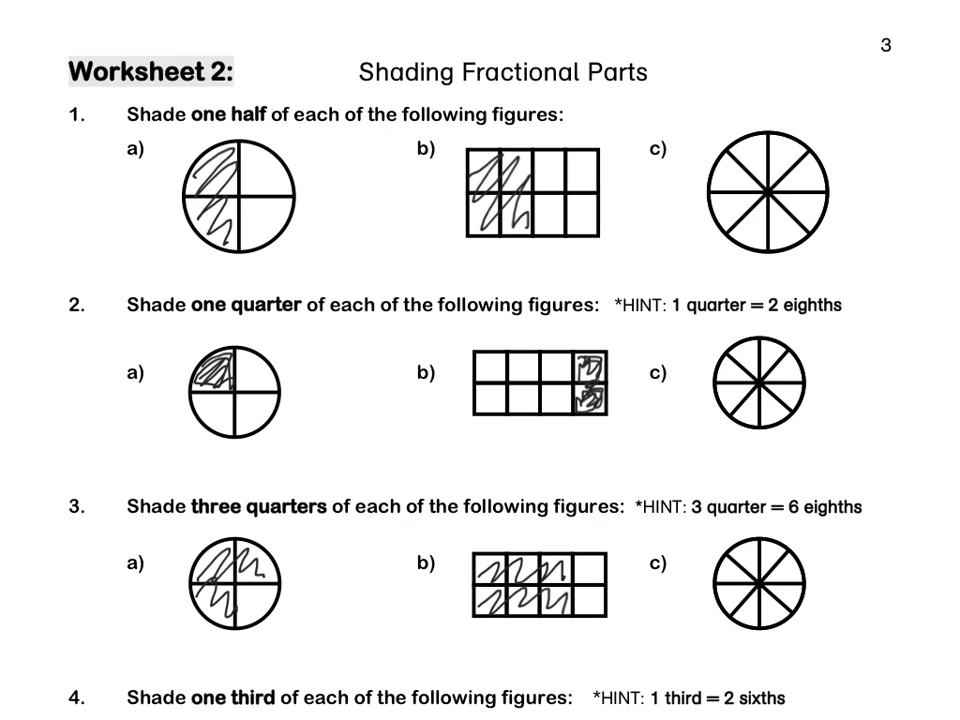 3
Worksheet 2: Shading Fractional Parts
1. Shade one half of each of the following figures:
a) b) c)
2. Shade one quarter of each of the following figures: *HINT: 1 quarter = 2 eighths
a) b) c)
3. Shade three quarters of each of the following figures: *HINT: 3 quarter = 6 eighths
a) b) c)
4. Shade one third of each of the following figures: *HINT: 1 third = 2 sixths